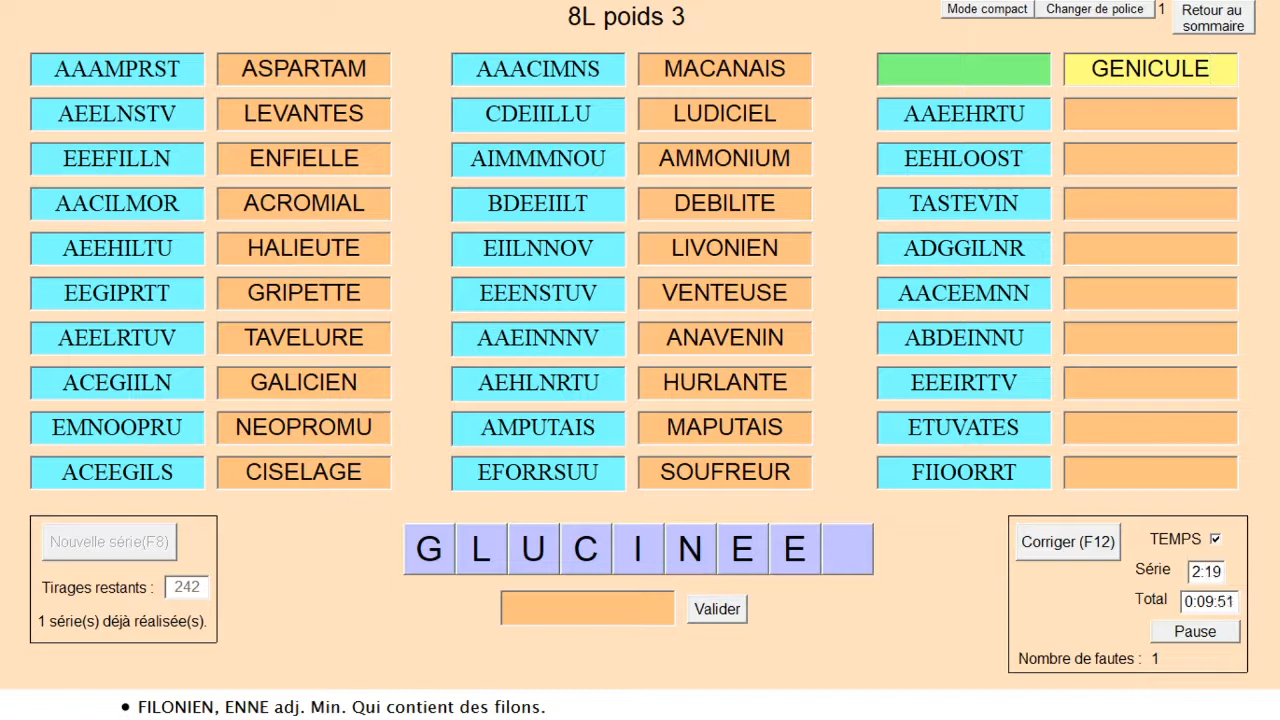 8L poids 3
Mode compact
Changer de police
1
Retour au sommaire
AAAMPRST ASPARTAM AAACIMNS MACANAIS GENICULE
AEELNSTV LEVANTES CDEIILLU LUDICIEL AAEEHRTU
EEEFILLN ENFIELLE AIMMMNOU AMMONIUM EEHLOOST
AACILMOR ACROMIAL BDEEIILT DEBILITE TASTEVIN
AEEHILTU HALIEUTE EIILNNOV LIVONIEN ADGGILNR
EEGIPRTT GRIPETTE EEENSTUV VENTEUSE AACEEMNN
AEELRTUV TAVELURE AAEINNNV ANAVENIN ABDEINNU
ACEGIILN GALICIEN AEHLNRTU HURLANTE EEEIRTTV
EMNOOPRU NEOPROMU AMPUTAIS MAPUTAIS ETUVATES
ACEEGILS CISELAGE EFORRSUU SOUFREUR FIIOORRT
Nouvelle série(F8)
Tirages restants : 242
1 série(s) déjà réalisée(s).
G L U C I N E E
Valider
Corriger (F12)
TEMPS
Série 2:19
Total 0:09:51
Pause
Nombre de fautes : 1
• FILONIEN, ENNE adj. Min. Qui contient des filons.